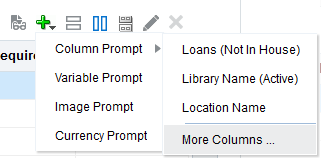 equire
Column Prompt
Variable Prompt
Image Prompt
Currency Prompt
Loans (Not In House)
Library Name (Active)
Location Name
More Columns ...